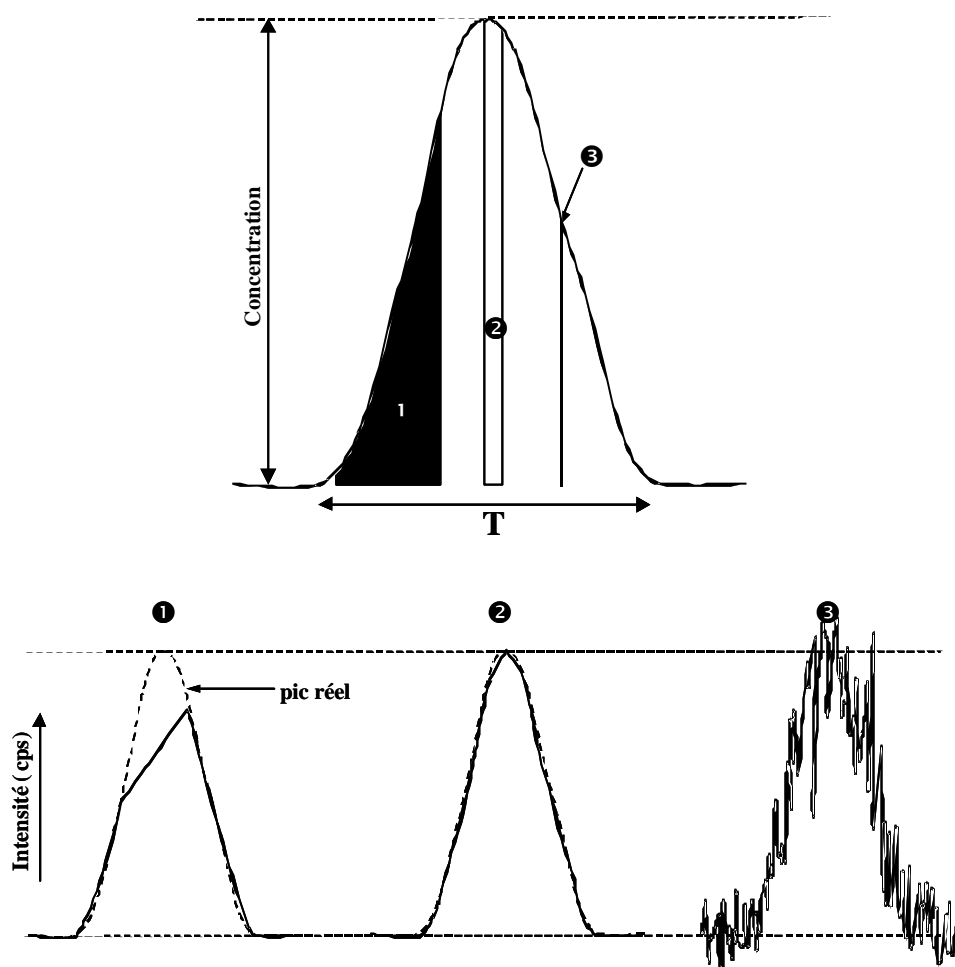 Concentration
❸
❷
1
T
❶ ❷ ❸
pic réel
Intensité ( cps)